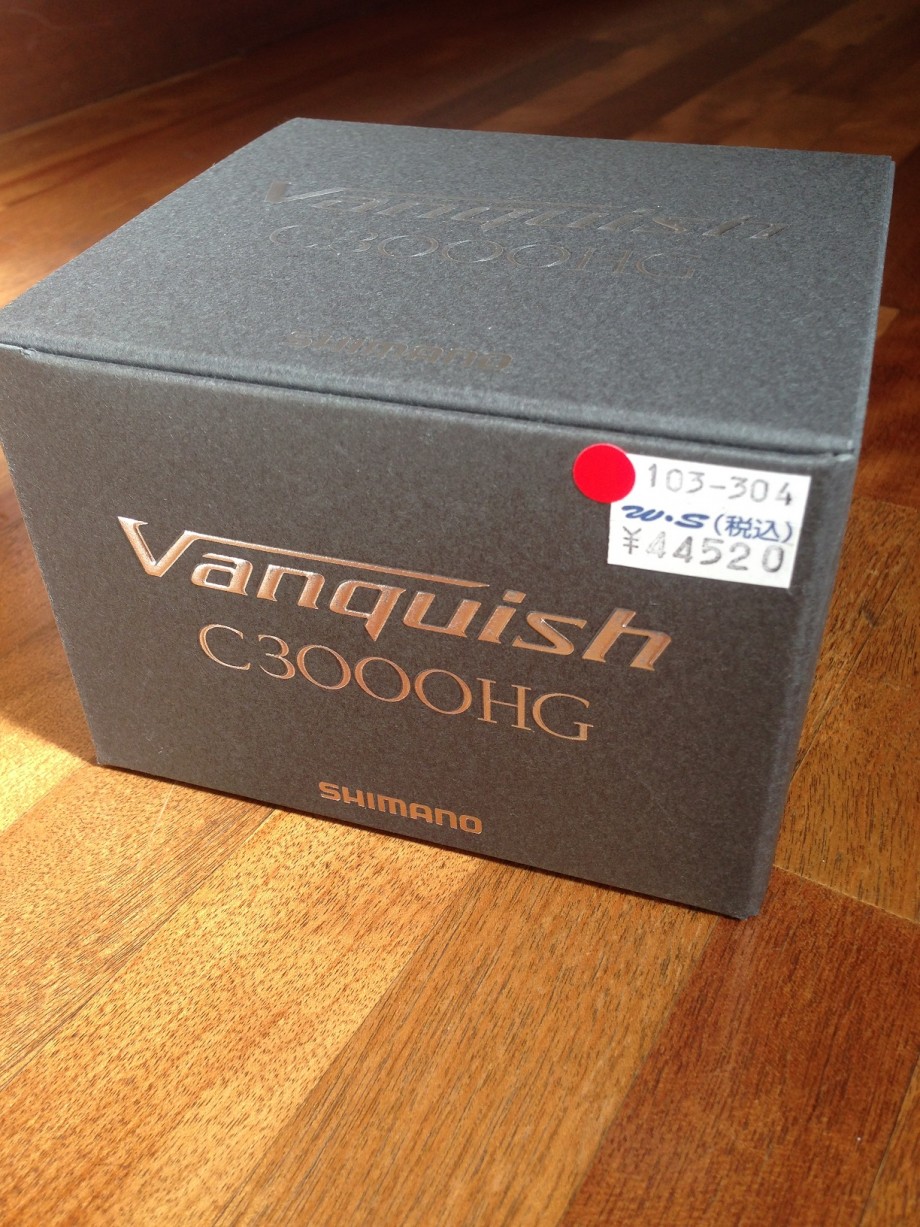 Vanquish
C3000HG
SHIMANO
103-304
W・S(税込)
¥44520
Vanquish
C3000HG
SHIMANO